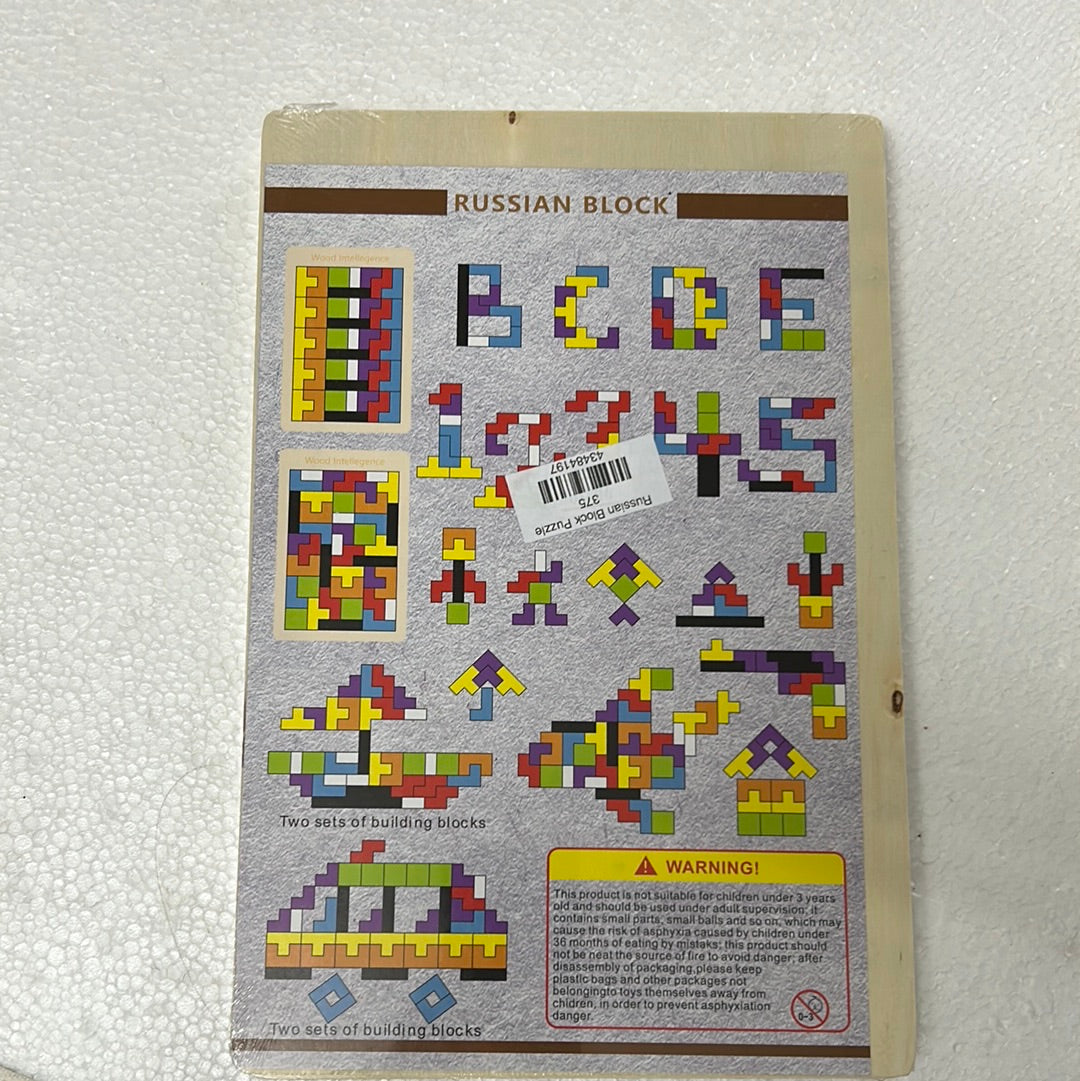 RUSSIAN BLOCK
Wood Intellegence
Wood Intellegence
Russian Block Puzzle
375
43484197
Two sets of building blocks
Two sets of building blocks
WARNING!
This product is not suitable for children under 3 years
old and should be used under adult supervision; it
contains small parts, small balls and so on, which may
cause the risk of asphyxia caused by children under
36 months of eating by mistaks; this product should
not be neat the source of fire to avoid danger; after
disassembly of packaging,please keep
plastic bags and other packages not
belongingto toys themselves away from
children, in order to prevent asphyxiation
danger.
0-3